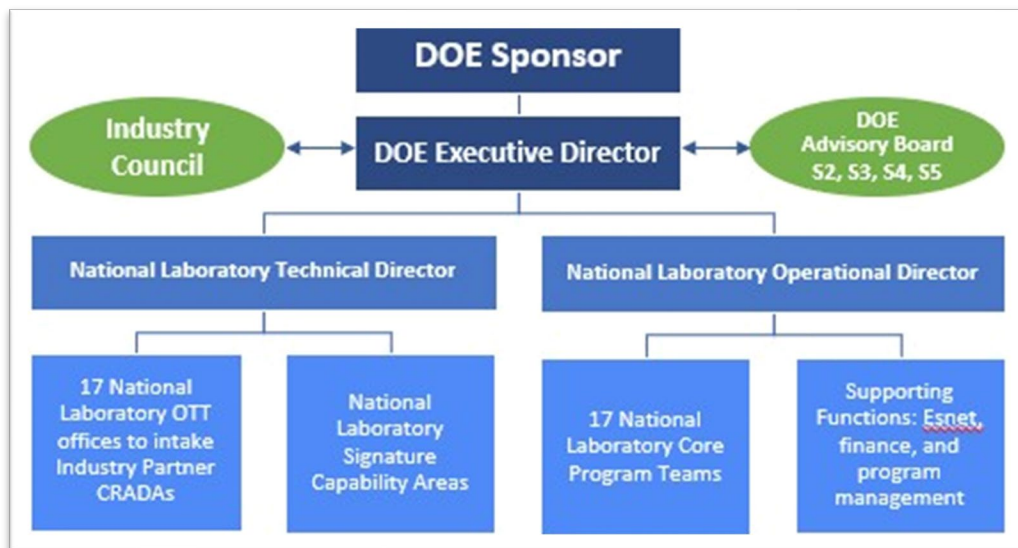 DOE Sponsor
Industry
Council
DOE Executive Director
DOE
Advisory Board
S2, S3, S4, S5
National Laboratory Technical Director
National Laboratory Operational Director
17 National
Laboratory OTT
offices to intake
Industry Partner
CRADAs
National
Laboratory
Signature
Capability Areas
17 National
Laboratory Core
Program Teams
Supporting
Functions: Esnet,
finance, and
program
management